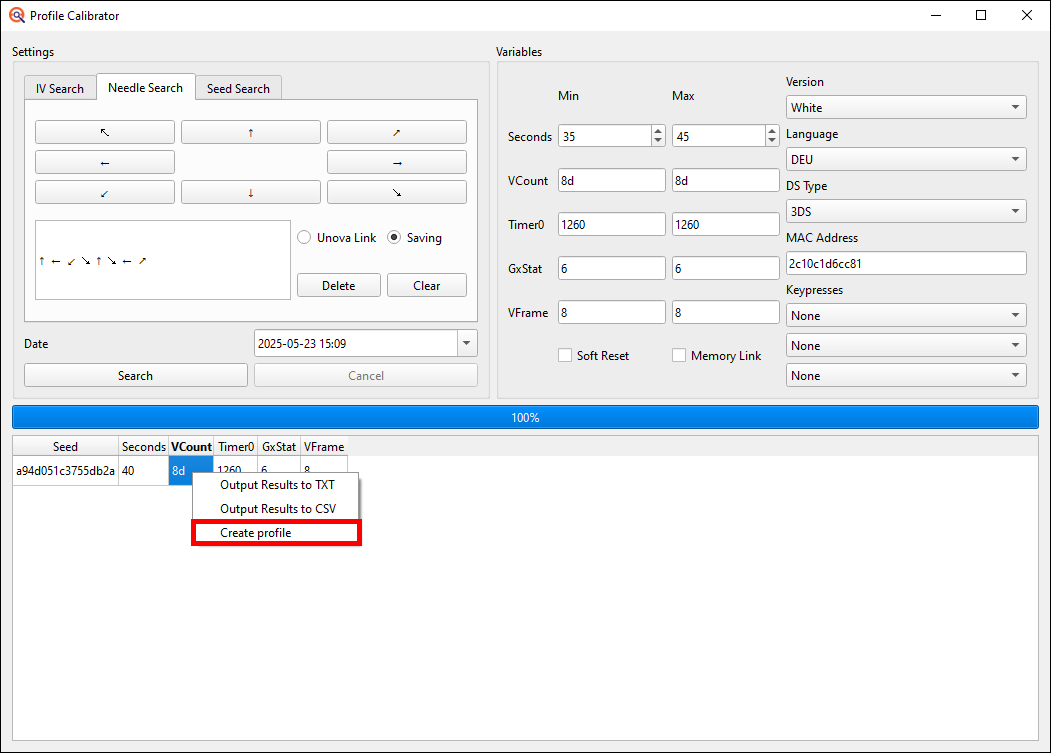 Profile Calibrator
Settings
IV Search Needle Search Seed Search
↖ ↑ ↗
← →
↙ ↓ ↘
↑ ← ↙ ↘ ↑ ↘ ← ↗
Unova Link Saving
Delete Clear
Date 2025-05-23 15:09
Search Cancel
Variables
Min Max
Seconds 35 45
VCount 8d 8d
Timer0 1260 1260
GxStat 6 6
VFrame 8 8
Soft Reset Memory Link
Version
White
Language
DEU
DS Type
3DS
MAC Address
2c10c1d6cc81
Keypresses
None
None
None
100%
Seed Seconds VCount Timer0 GxStat VFrame
a94d051c3755db2a 40 8d 1260 6 8
Output Results to TXT
Output Results to CSV
Create profile